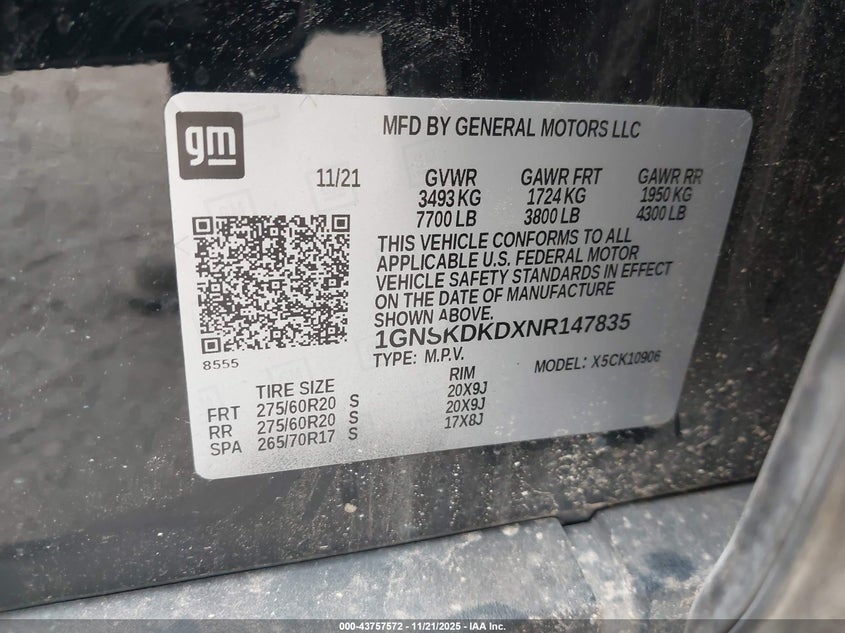 gm
MFD BY GENERAL MOTORS LLC
11/21 GVWR GAWR FRT GAWR RR
3493 KG 1724 KG 1950 KG
7700 LB 3800 LB 4300 LB
THIS VEHICLE CONFORMS TO ALL
APPLICABLE U.S. FEDERAL MOTOR
VEHICLE SAFETY STANDARDS IN EFFECT
ON THE DATE OF MANUFACTURE
SHOWN ABOVE.
1GNSKDKDXNR147835
8555
TYPE: M.P.V. MODEL: X5CK10906
TIRE SIZE RIM
FRT 275/60R20 S 20X9J
RR 275/60R20 S 20X9J
SPA 265/70R17 S 17X8J
000-43757572 - 11/21/2025 - IAA Inc.